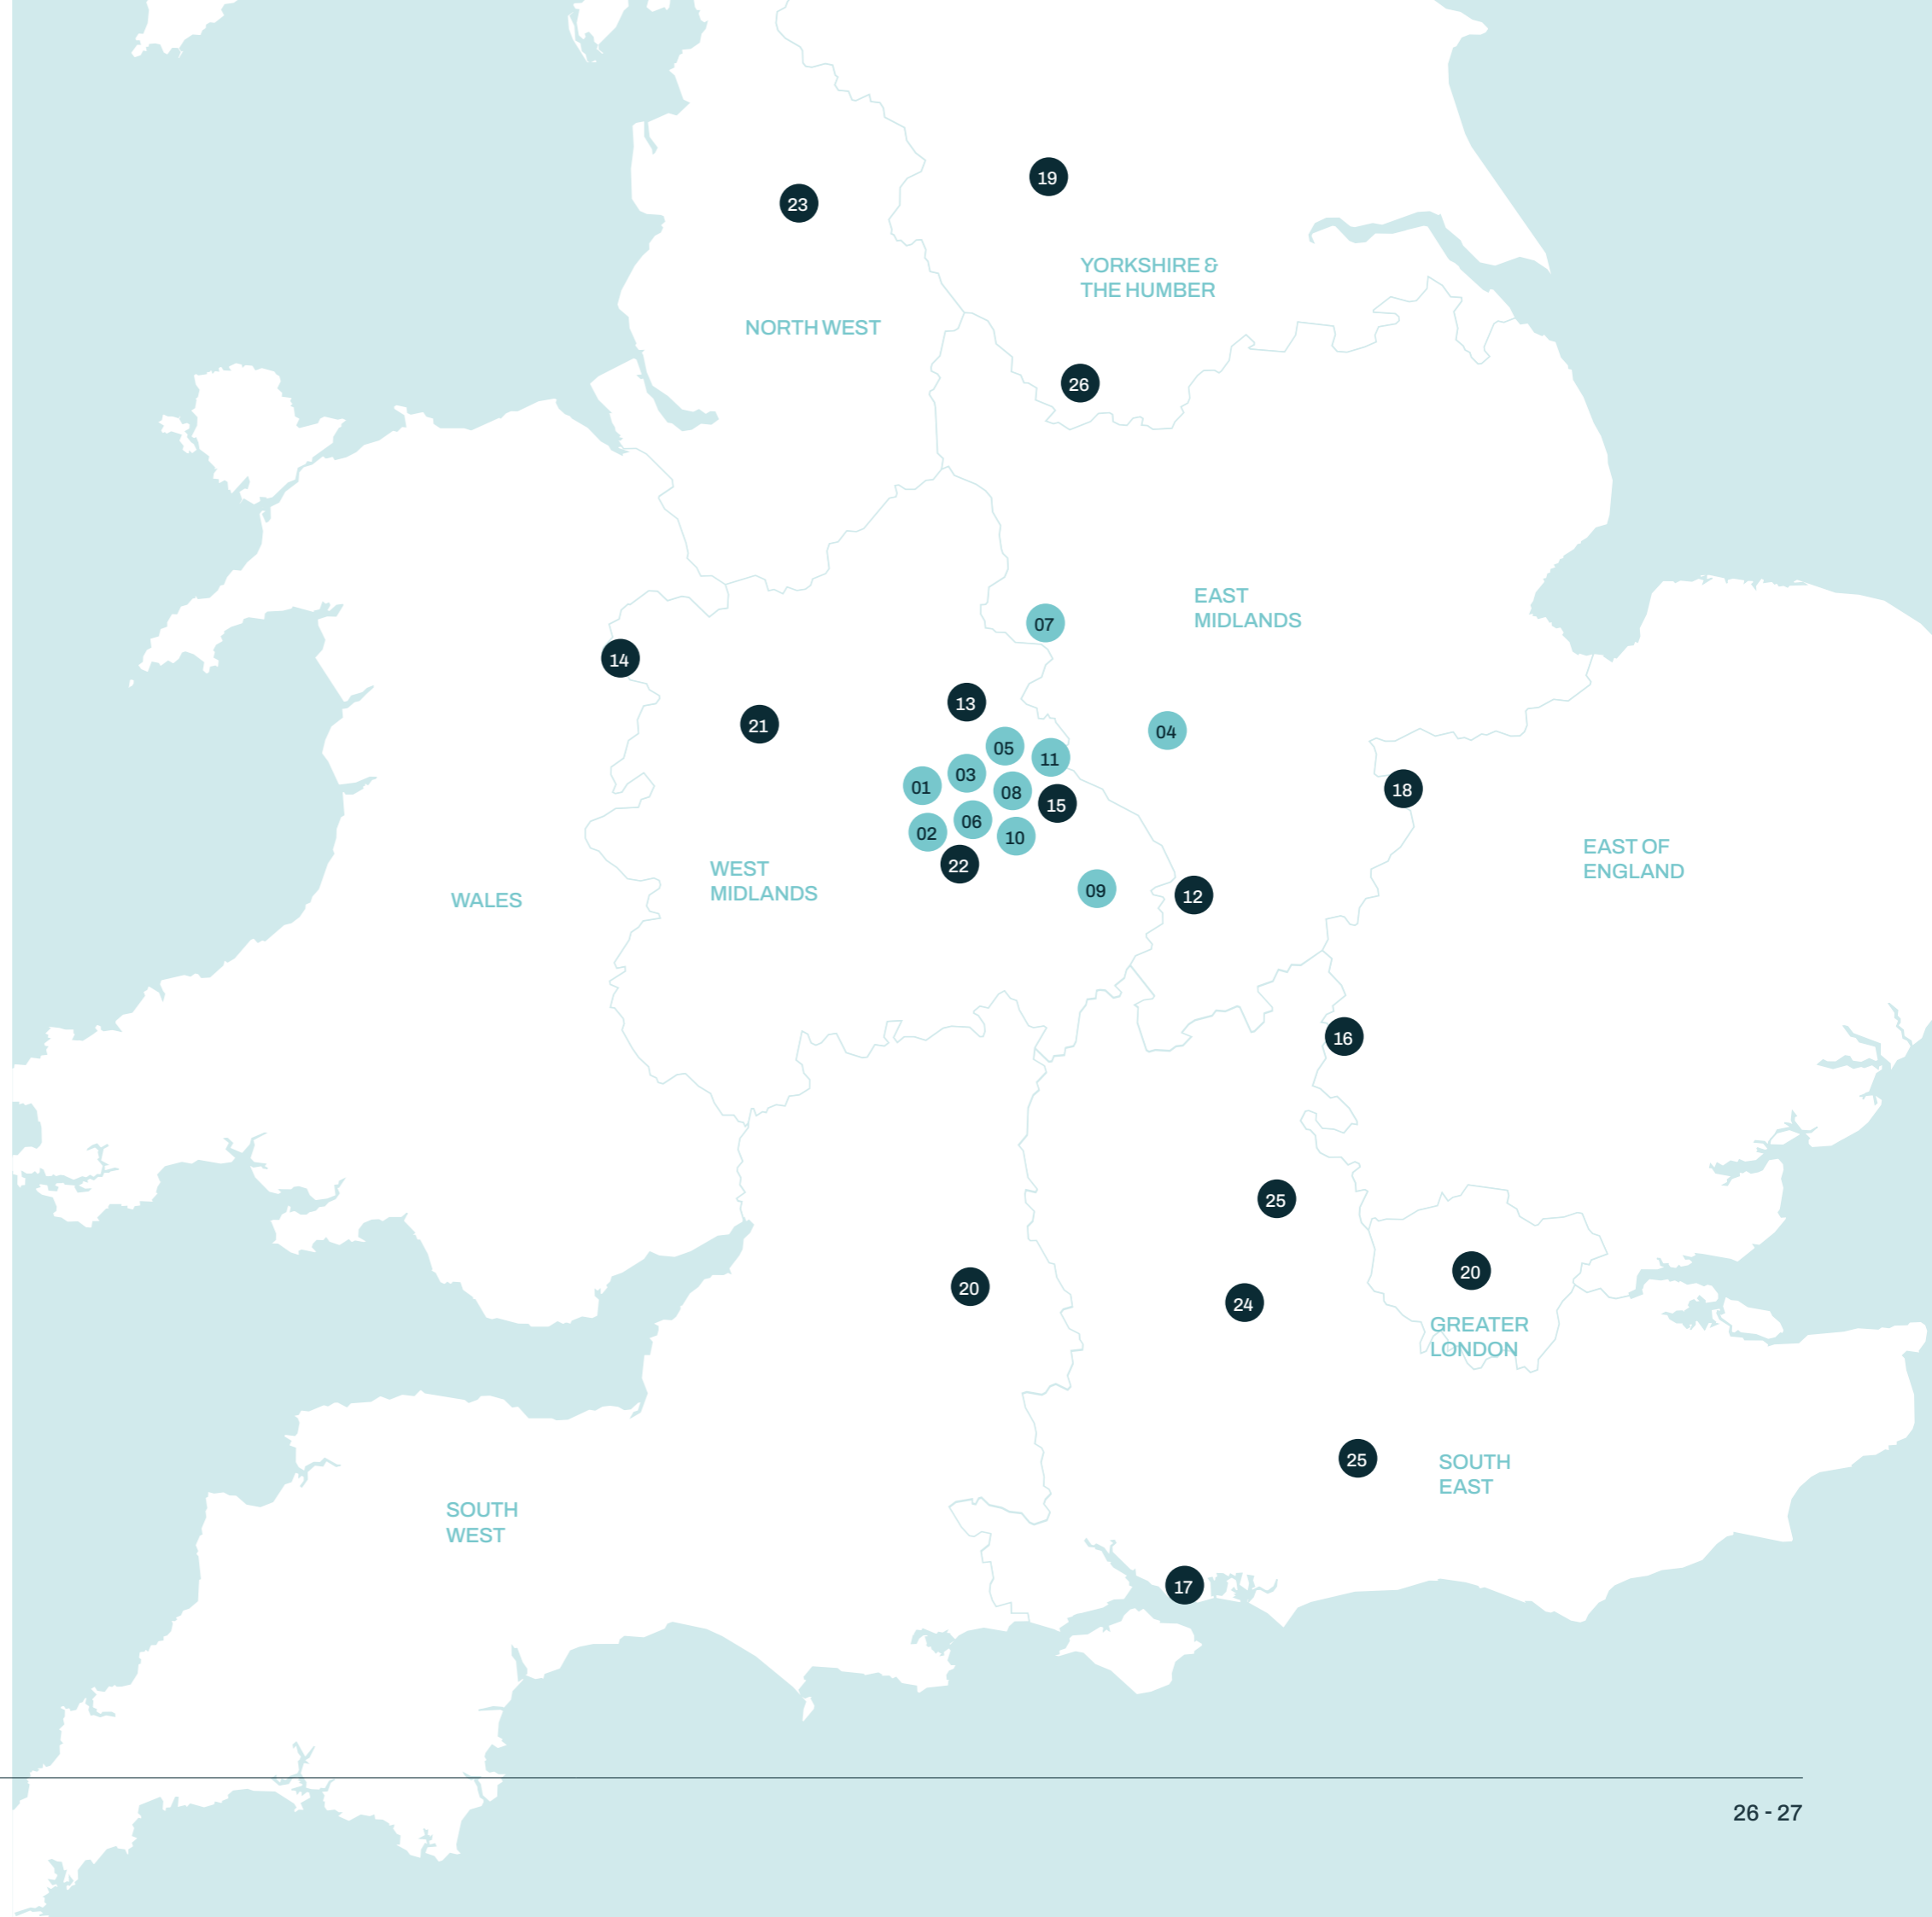 19
23
YORKSHIRE &
THE HUMBER
NORTH WEST
26
EAST
MIDLANDS
07
14
13
21
04
05
11
03
01
08
18
15
06
02
10
EAST OF
ENGLAND
22
WEST
MIDLANDS
09
12
WALES
16
25
20
20
24
GREATER
LONDON
25
SOUTH
EAST
SOUTH
WEST
17
26 - 27